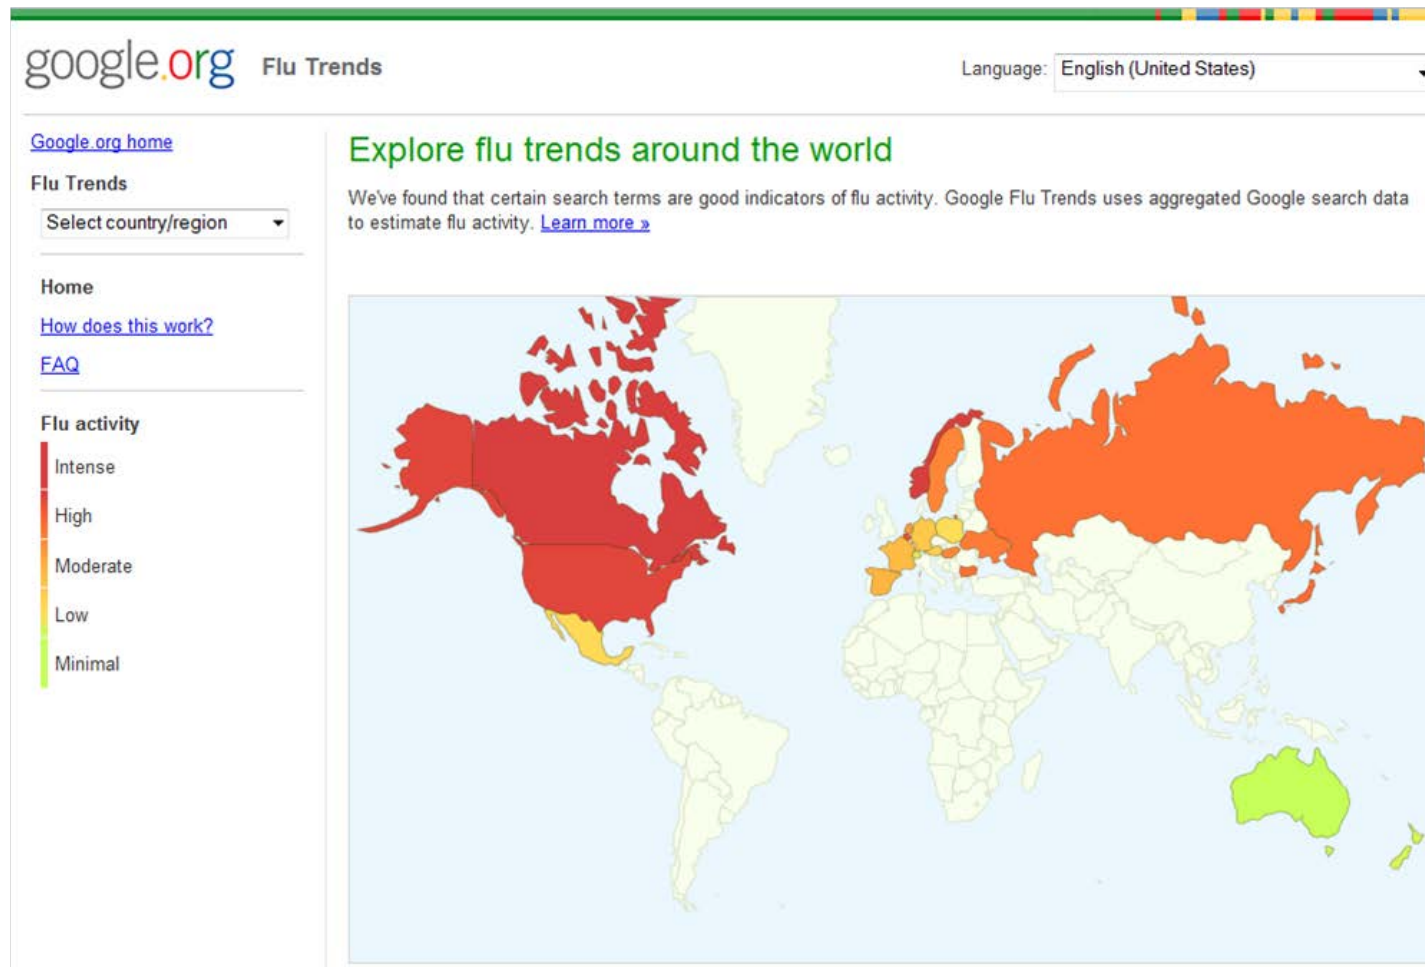 google.org Flu Trends
Language: English (United States)
Google.org home
Flu Trends
Select country/region
Home
How does this work?
FAQ
Flu activity
Intense
High
Moderate
Low
Minimal
Explore flu trends around the world
We've found that certain search terms are good indicators of flu activity. Google Flu Trends uses aggregated Google search data
to estimate flu activity. Learn more »